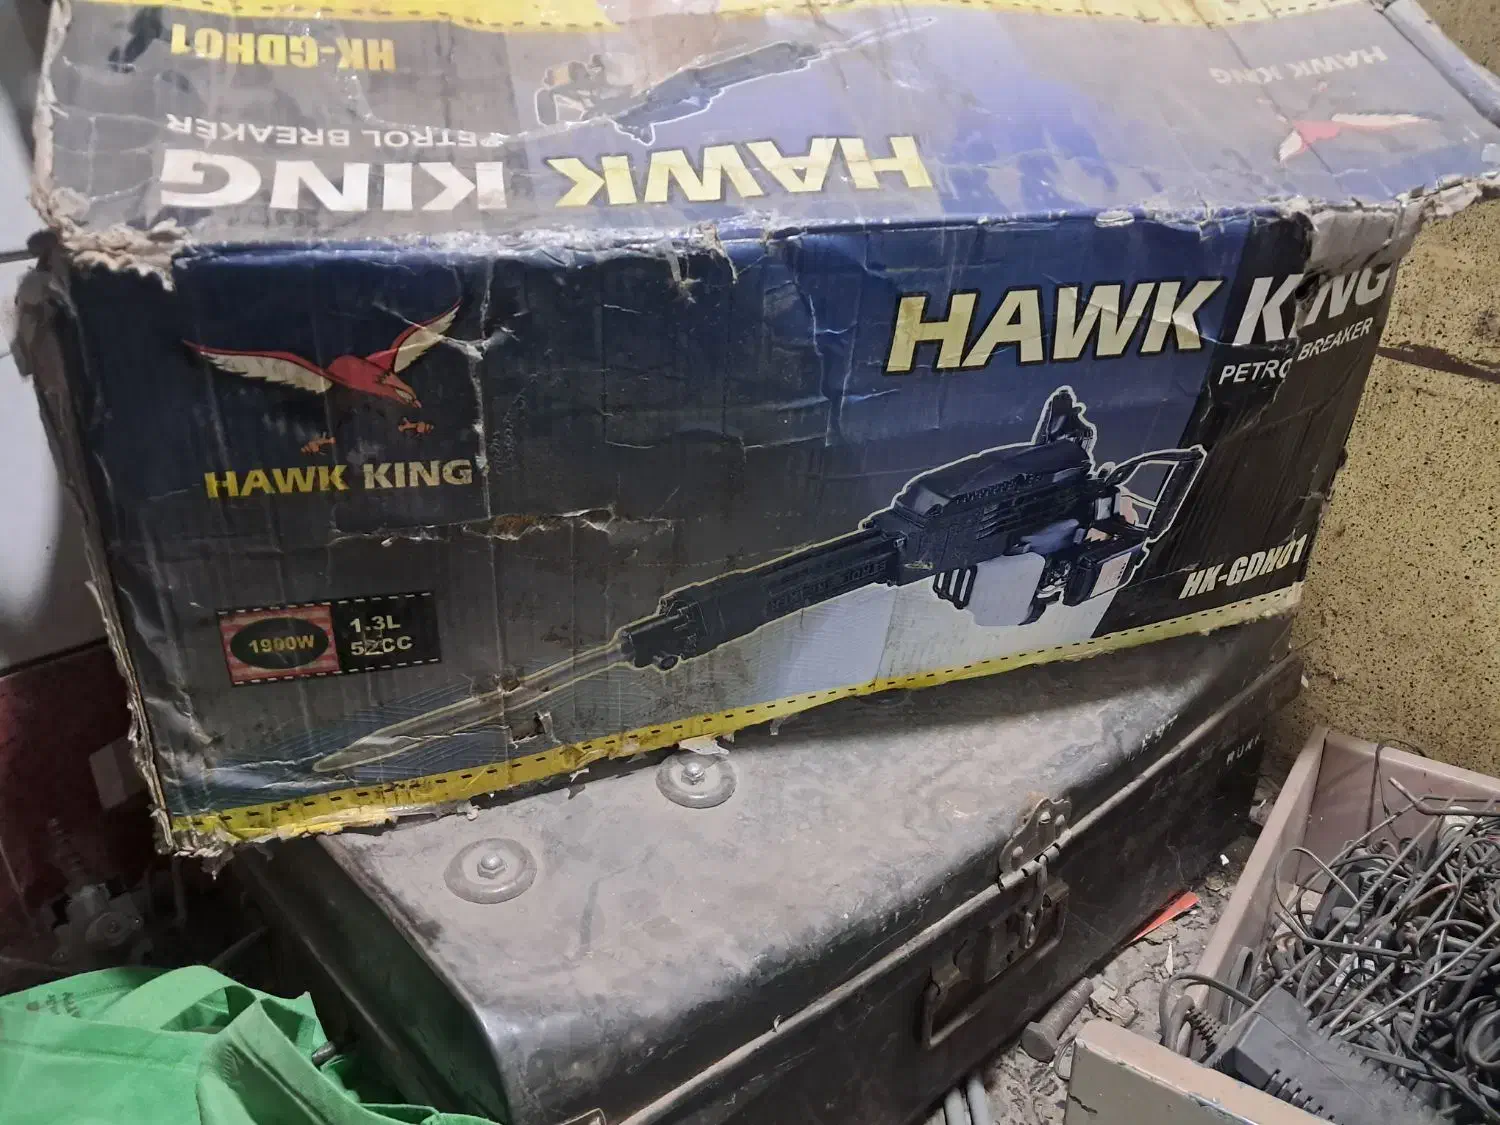 HK-GDH01
PETROL BREAKER
HAWK KING
HAWK KING
HAWK KING
PETRO BREAKER
HAWK KING
1900W
1.3L
52CC
HK-GDH01